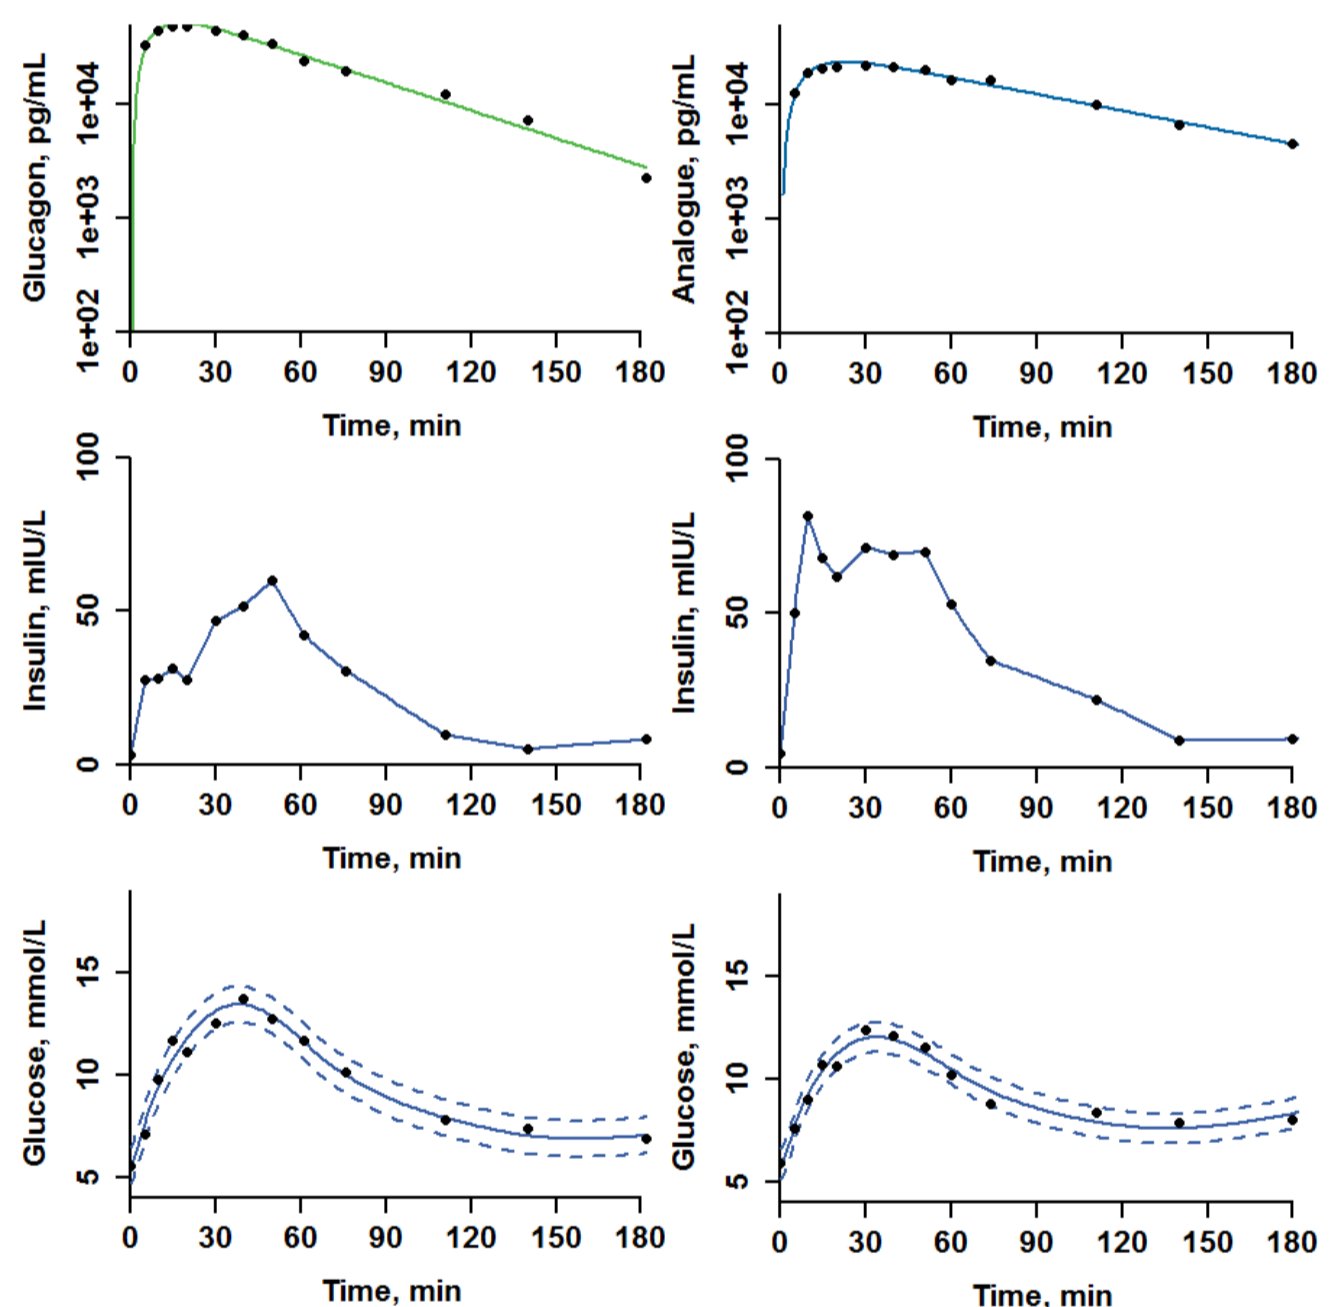 Glucagon, pg/mL
1e+04
1e+03
1e+02
0 30 60 90 120 150 180
Time, min
Analogue, pg/mL
1e+04
1e+03
1e+02
0 30 60 90 120 150 180
Time, min
Insulin, mIU/L
100
50
0
0 30 60 90 120 150 180
Time, min
Insulin, mIU/L
100
50
0
0 30 60 90 120 150 180
Time, min
Glucose, mmol/L
15
10
5
0 30 60 90 120 150 180
Time, min
Glucose, mmol/L
15
10
5
0 30 60 90 120 150 180
Time, min